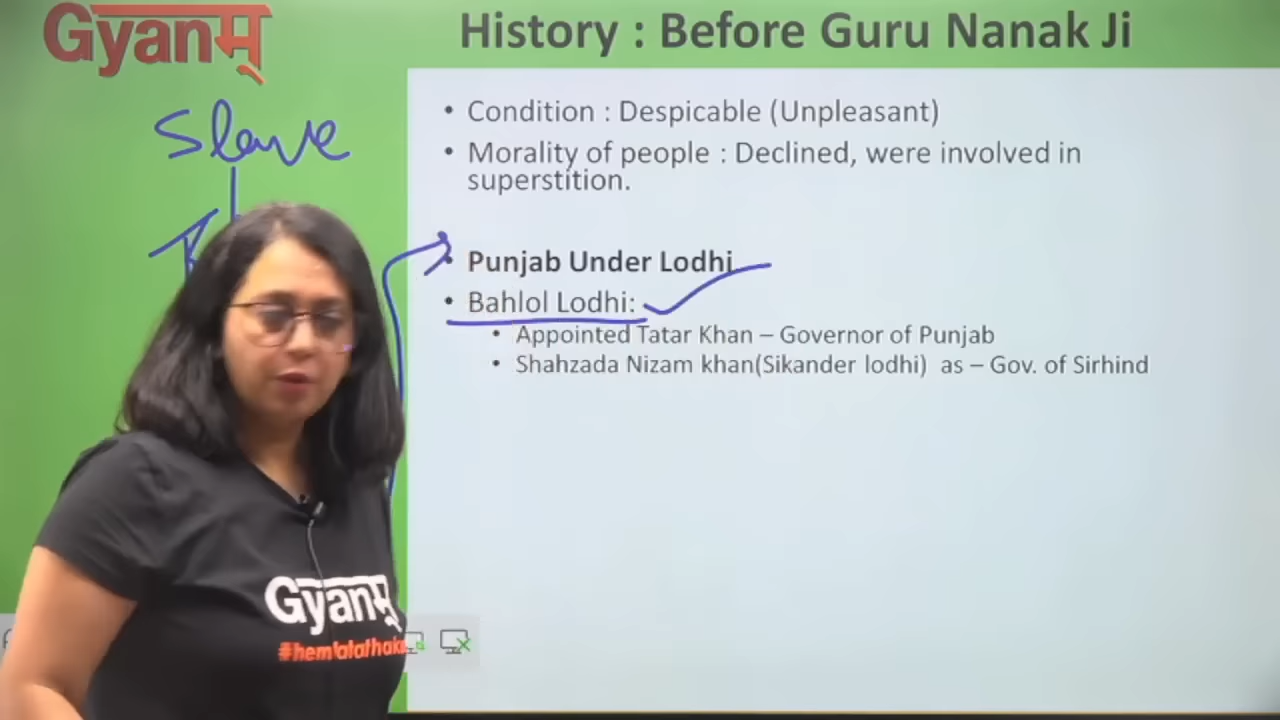 Gyanम्
History : Before Guru Nanak Ji
Slave
• Condition : Despicable (Unpleasant)
• Morality of people : Declined, were involved in
superstition.
• Punjab Under Lodhi
• Bahlol Lodhi:
• Appointed Tatar Khan – Governor of Punjab
• Shahzada Nizam khan(Sikander lodhi) as – Gov. of Sirhind
Gyanम्